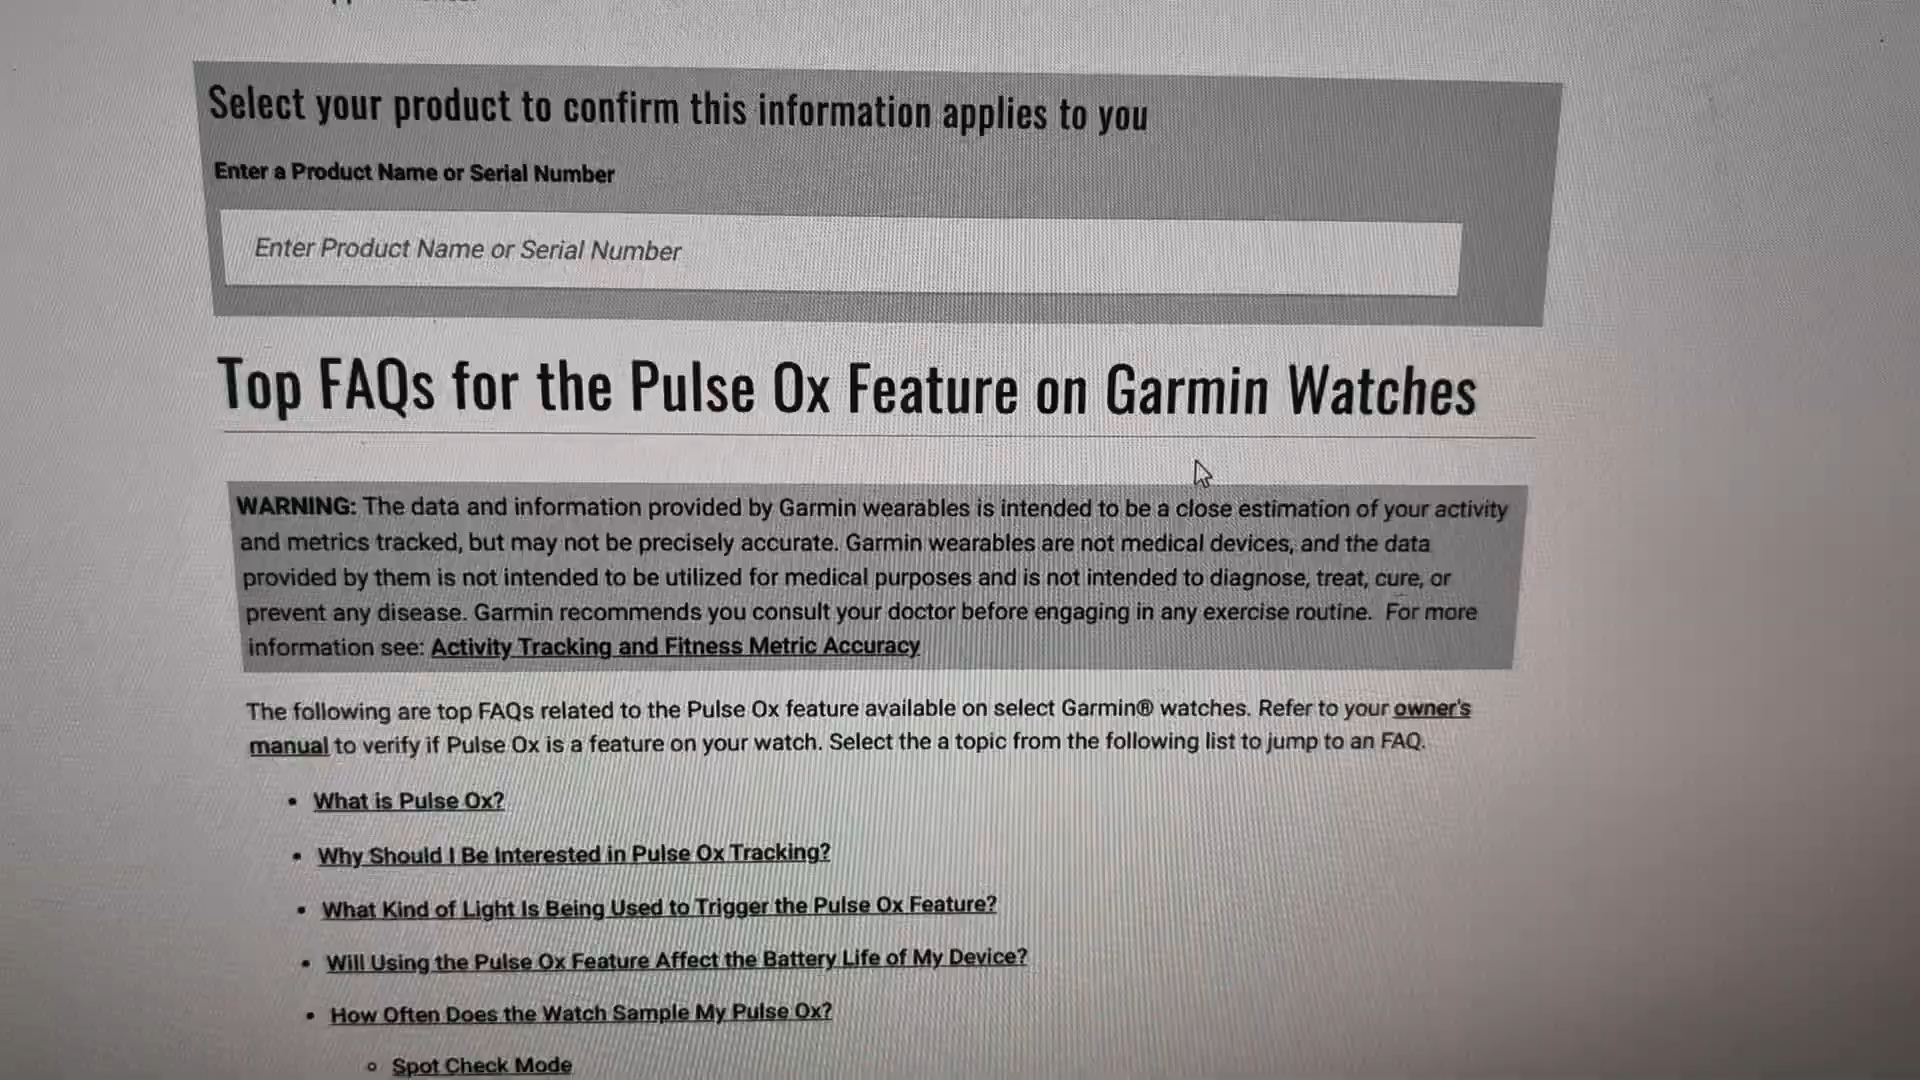 Select your product to confirm this information applies to you
Enter a Product Name or Serial Number
Enter Product Name or Serial Number
Top FAQs for the Pulse Ox Feature on Garmin Watches
WARNING: The data and information provided by Garmin wearables is intended to be a close estimation of your activity
and metrics tracked, but may not be precisely accurate. Garmin wearables are not medical devices, and the data
provided by them is not intended to be utilized for medical purposes and is not intended to diagnose, treat, cure, or
prevent any disease. Garmin recommends you consult your doctor before engaging in any exercise routine. For more
information see: Activity Tracking and Fitness Metric Accuracy
The following are top FAQs related to the Pulse Ox feature available on select Garmin® watches. Refer to your owner's
manual to verify if Pulse Ox is a feature on your watch. Select the a topic from the following list to jump to an FAQ.
• What is Pulse Ox?
• Why Should I Be Interested in Pulse Ox Tracking?
• What Kind of Light Is Being Used to Trigger the Pulse Ox Feature?
• Will Using the Pulse Ox Feature Affect the Battery Life of My Device?
• How Often Does the Watch Sample My Pulse Ox?
◦ Spot Check Mode